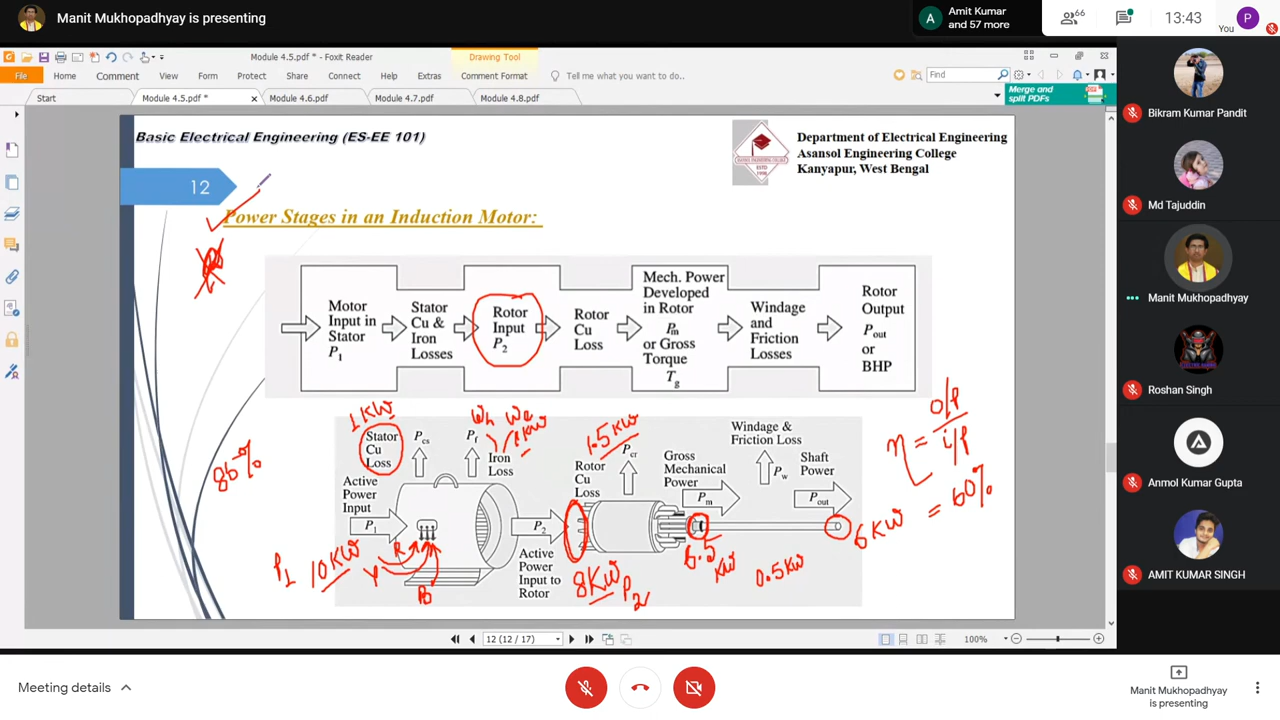 Manit Mukhopadhyay is presenting
Amit Kumar
and 57 more
66
13:43
You
P
A
Module 4.5.pdf * - Foxit Reader
Drawing Tool
File
Home
Comment
View
Form
Protect
Share
Connect
Help
Extras
Comment Format
Tell me what you want to do..
Find
Start
Module 4.5.pdf *
Module 4.6.pdf
Module 4.7.pdf
Module 4.8.pdf
Merge and
split PDFs
Basic Electrical Engineering (ES-EE 101)
Department of Electrical Engineering
Asansol Engineering College
Kanyapur, West Bengal
12
Power Stages in an Induction Motor:
Motor
Input in
Stator
P1
Stator
Cu &
Iron
Losses
Rotor
Input
P2
Rotor
Cu
Loss
Mech. Power
Developed
in Rotor
Pm
or Gross
Torque
Tg
Windage
and
Friction
Losses
Rotor
Output
Pout
or
BHP
1KW
Stator
Cu
Loss
Pcs
Pf
Wh
We
1KW
Iron
Loss
1.5KW
Pcr
Rotor
Cu
Loss
Gross
Mechanical
Power
Pm
Windage &
Friction Loss
Pw
Shaft
Power
Pout
η = O/P
i/P
= 60%
86%
Active
Power
Input
P1
P2
Active
Power
Input to
Rotor
P1 10KW
R
Y
B
8KW P2
6.5
KW
0.5KW
6KW
12 (12 / 17)
100%
Bikram Kumar Pandit
Md Tajuddin
Manit Mukhopadhyay
Roshan Singh
Anmol Kumar Gupta
AMIT KUMAR SINGH
Meeting details
Manit Mukhopadhyay
is presenting